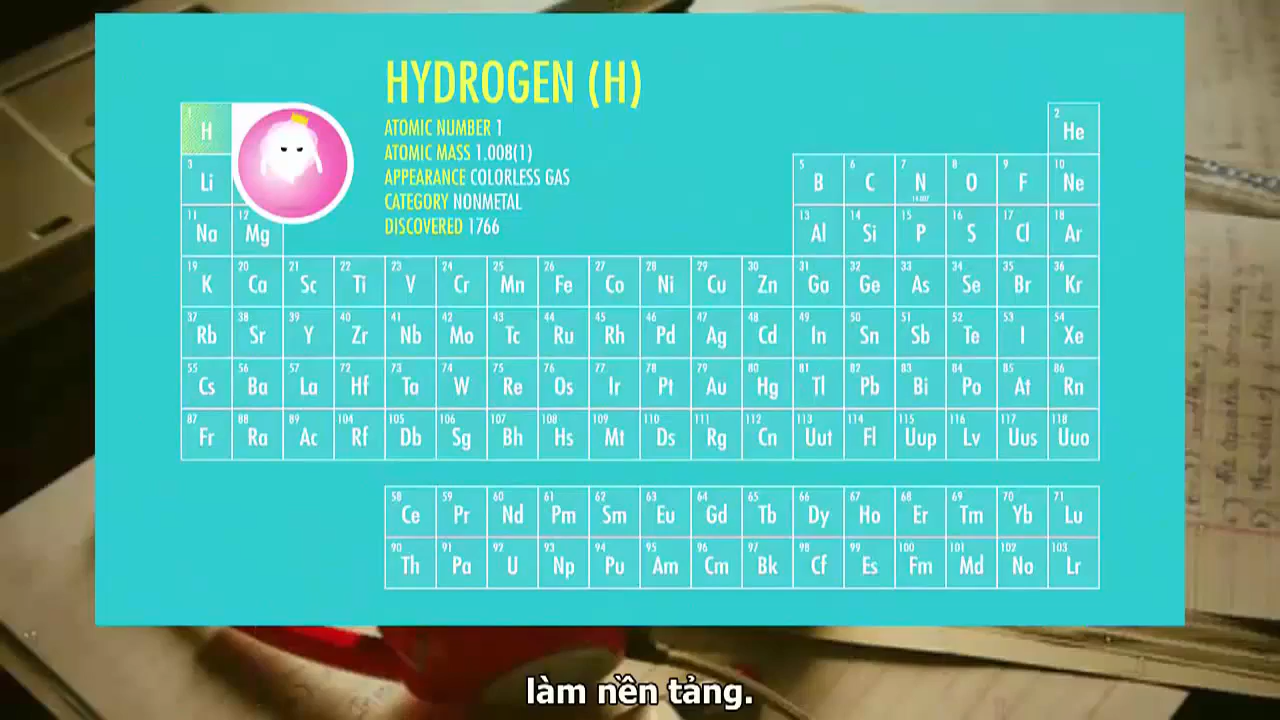 HYDROGEN (H)
ATOMIC NUMBER 1
ATOMIC MASS 1.008(1)
APPEARANCE COLORLESS GAS
CATEGORY NONMETAL
DISCOVERED 1766
1 H 2 He
3 Li 5 B 6 C 7 N 14.007 8 O 9 F 10 Ne
11 Na 12 Mg 13 Al 14 Si 15 P 16 S 17 Cl 18 Ar
19 K 20 Ca 21 Sc 22 Ti 23 V 24 Cr 25 Mn 26 Fe 27 Co 28 Ni 29 Cu 30 Zn 31 Ga 32 Ge 33 As 34 Se 35 Br 36 Kr
37 Rb 38 Sr 39 Y 40 Zr 41 Nb 42 Mo 43 Tc 44 Ru 45 Rh 46 Pd 47 Ag 48 Cd 49 In 50 Sn 51 Sb 52 Te 53 I 54 Xe
55 Cs 56 Ba 57 La 72 Hf 73 Ta 74 W 75 Re 76 Os 77 Ir 78 Pt 79 Au 80 Hg 81 Tl 82 Pb 83 Bi 84 Po 85 At 86 Rn
87 Fr 88 Ra 89 Ac 104 Rf 105 Db 106 Sg 107 Bh 108 Hs 109 Mt 110 Ds 111 Rg 112 Cn 113 Uut 114 Fl 115 Uup 116 Lv 117 Uus 118 Uuo
58 Ce 59 Pr 60 Nd 61 Pm 62 Sm 63 Eu 64 Gd 65 Tb 66 Dy 67 Ho 68 Er 69 Tm 70 Yb 71 Lu
90 Th 91 Pa 92 U 93 Np 94 Pu 95 Am 96 Cm 97 Bk 98 Cf 99 Es 100 Fm 101 Md 102 No 103 Lr
làm nền tảng.